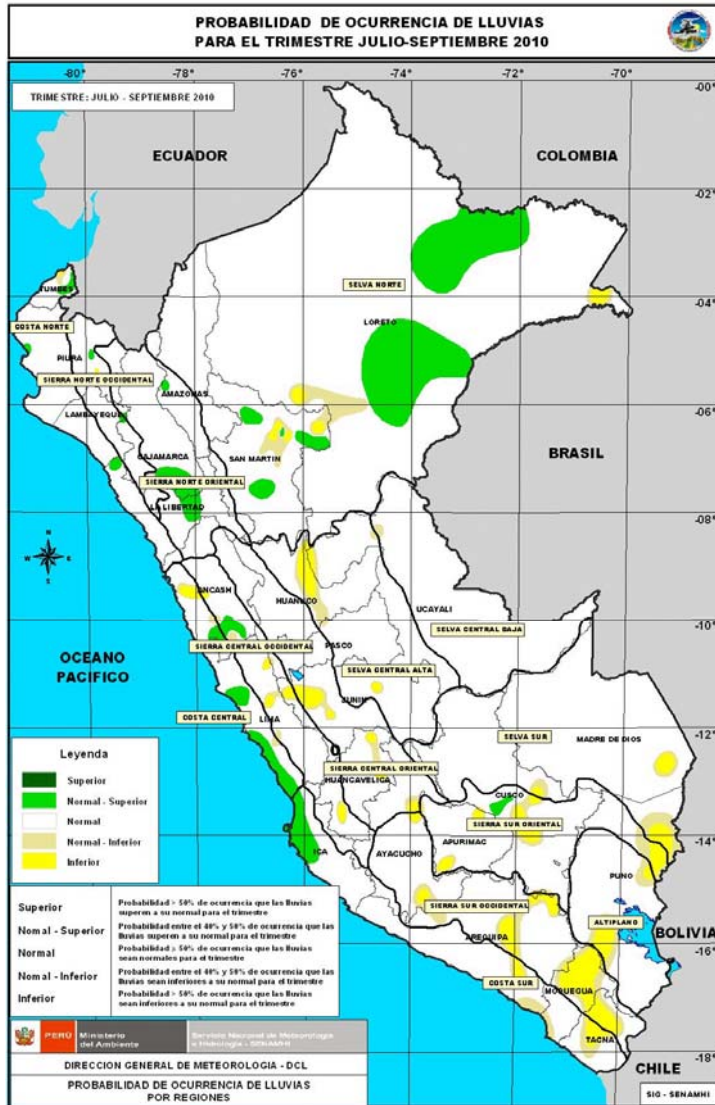 PROBABILIDAD DE OCURRENCIA DE LLUVIAS
PARA EL TRIMESTRE JULIO-SEPTIEMBRE 2010
-80° -78° -76° -74° -72° -70°
TRIMESTRE: JULIO - SEPTIEMBRE 2010
-00°
ECUADOR
COLOMBIA
-02°
SELVA NORTE
TUMBES
-04°
COSTA NORTE
LORETO
PIURA
SIERRA NORTE OCCIDENTAL
AMAZONAS
-06°
LAMBAYEQUE
CAJAMARCA
SAN MARTIN
BRASIL
SIERRA NORTE ORIENTAL
LA LIBERTAD
-08°
N
W E
S
ANCASH
HUANUCO
UCAYALI
SELVA CENTRAL BAJA
-10°
SIERRA CENTRAL OCCIDENTAL
PASCO
OCEANO
PACIFICO
SELVA CENTRAL ALTA
JUNIN
COSTA CENTRAL
LIMA
-12°
SELVA SUR
MADRE DE DIOS
Leyenda
Superior
Normal - Superior
Normal
Normal - Inferior
Inferior
SIERRA CENTRAL ORIENTAL
HUANCAVELICA
CUSCO
SIERRA SUR ORIENTAL
ICA
AYACUCHO
APURIMAC
-14°
PUNO
SIERRA SUR OCCIDENTAL
ALTIPLANO
AREQUIPA
BOLIVIA
-16°
COSTA SUR
MOQUEGUA
TACNA
-18°
CHILE
Superior Probabilidad > 50% de ocurrencia que las lluvias
superen a su normal para el trimestre
Nomal - Superior Probabilidad entre el 40% y 50% de ocurrencia que las
lluvias superen a su normal para el trimestre
Normal Probabilidad ≥ 50% de ocurrencia que las lluvias
sean normales para el trimestre
Nomal - Inferior Probabilidad entre el 40% y 50% de ocurrencia que las
lluvias sean inferiores a su normal para el trimestre
Inferior Probabilidad > 50% de ocurrencia que las lluvias
sean inferiores a su normal para el trimestre
PERÚ Ministerio del Ambiente
Servicio Nacional de Meteorología
e Hidrología - SENAMHI
DIRECCION GENERAL DE METEOROLOGIA - DCL
PROBABILIDAD DE OCURRENCIA DE LLUVIAS
POR REGIONES
SIG - SENAMHI